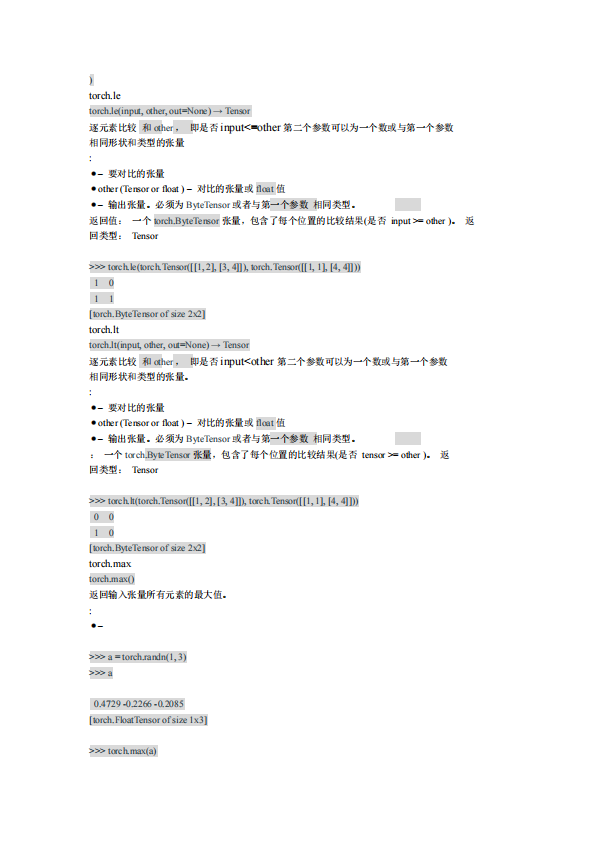 )
torch.le
torch.le(input, other, out=None) → Tensor
逐元素比较 和 other ， 即是否 input<=other 第二个参数可以为一个数或与第一个参数
相同形状和类型的张量
:
●– 要对比的张量
●other (Tensor or float ) – 对比的张量或 float 值
●– 输出张量。必须为 ByteTensor 或者与第一个参数 相同类型。
返回值： 一个 torch.ByteTensor 张量，包含了每个位置的比较结果(是否 input >= other )。 返
回类型： Tensor
>>> torch.le(torch.Tensor([[1, 2], [3, 4]]), torch.Tensor([[1, 1], [4, 4]]))
1 0
1 1
[torch.ByteTensor of size 2x2]
torch.lt
torch.lt(input, other, out=None) → Tensor
逐元素比较 和 other ， 即是否 input<other 第二个参数可以为一个数或与第一个参数
相同形状和类型的张量。
:
●– 要对比的张量
●other (Tensor or float ) – 对比的张量或 float 值
●– 输出张量。必须为 ByteTensor 或者与第一个参数 相同类型。
： 一个 torch.ByteTensor 张量，包含了每个位置的比较结果(是否 tensor >= other )。 返
回类型： Tensor
>>> torch.lt(torch.Tensor([[1, 2], [3, 4]]), torch.Tensor([[1, 1], [4, 4]]))
0 0
1 0
[torch.ByteTensor of size 2x2]
torch.max
torch.max()
返回输入张量所有元素的最大值。
:
●–
>>> a = torch.randn(1, 3)
>>> a
0.4729 -0.2266 -0.2085
[torch.FloatTensor of size 1x3]
>>> torch.max(a)